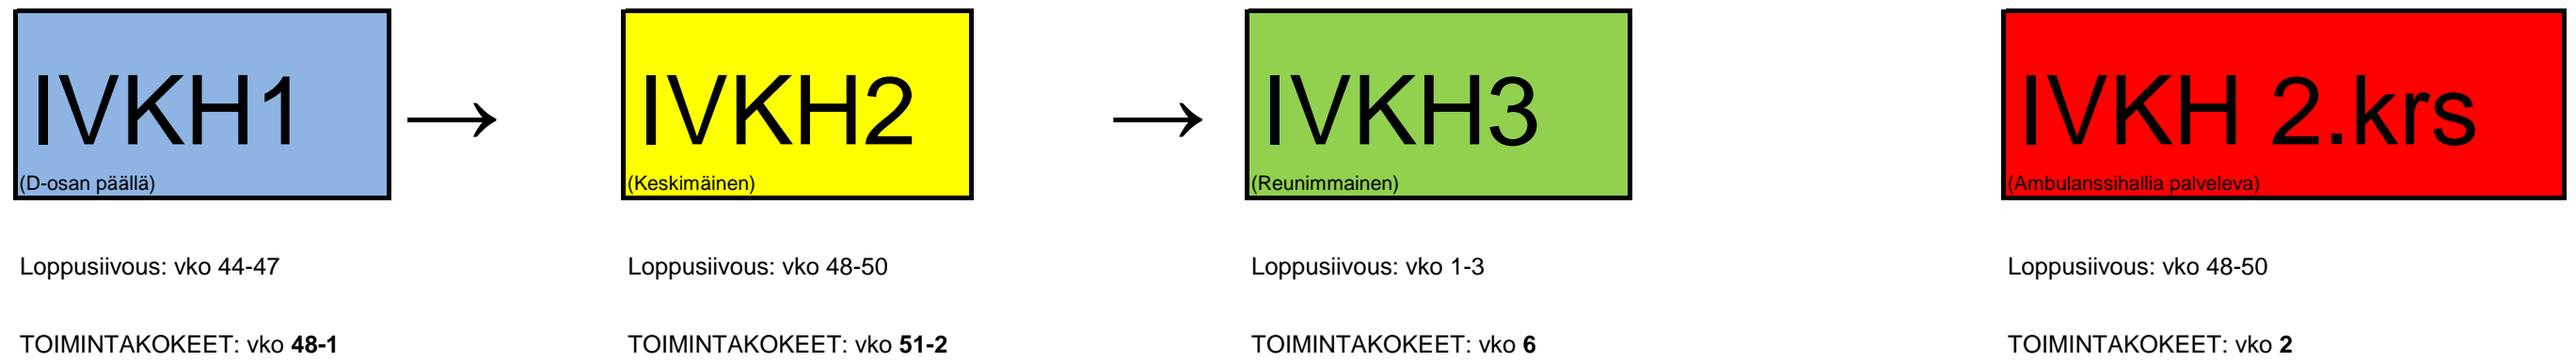 IVKH1
(D-osan päällä)
Loppusiivous: vko 44-47
TOIMINTAKOKEET: vko 48-1
→
IVKH2
(Keskimäinen)
Loppusiivous: vko 48-50
TOIMINTAKOKEET: vko 51-2
→
IVKH3
(Reunimmainen)
Loppusiivous: vko 1-3
TOIMINTAKOKEET: vko 6
IVKH 2.krs
(Ambulanssihallia palveleva)
Loppusiivous: vko 48-50
TOIMINTAKOKEET: vko 2